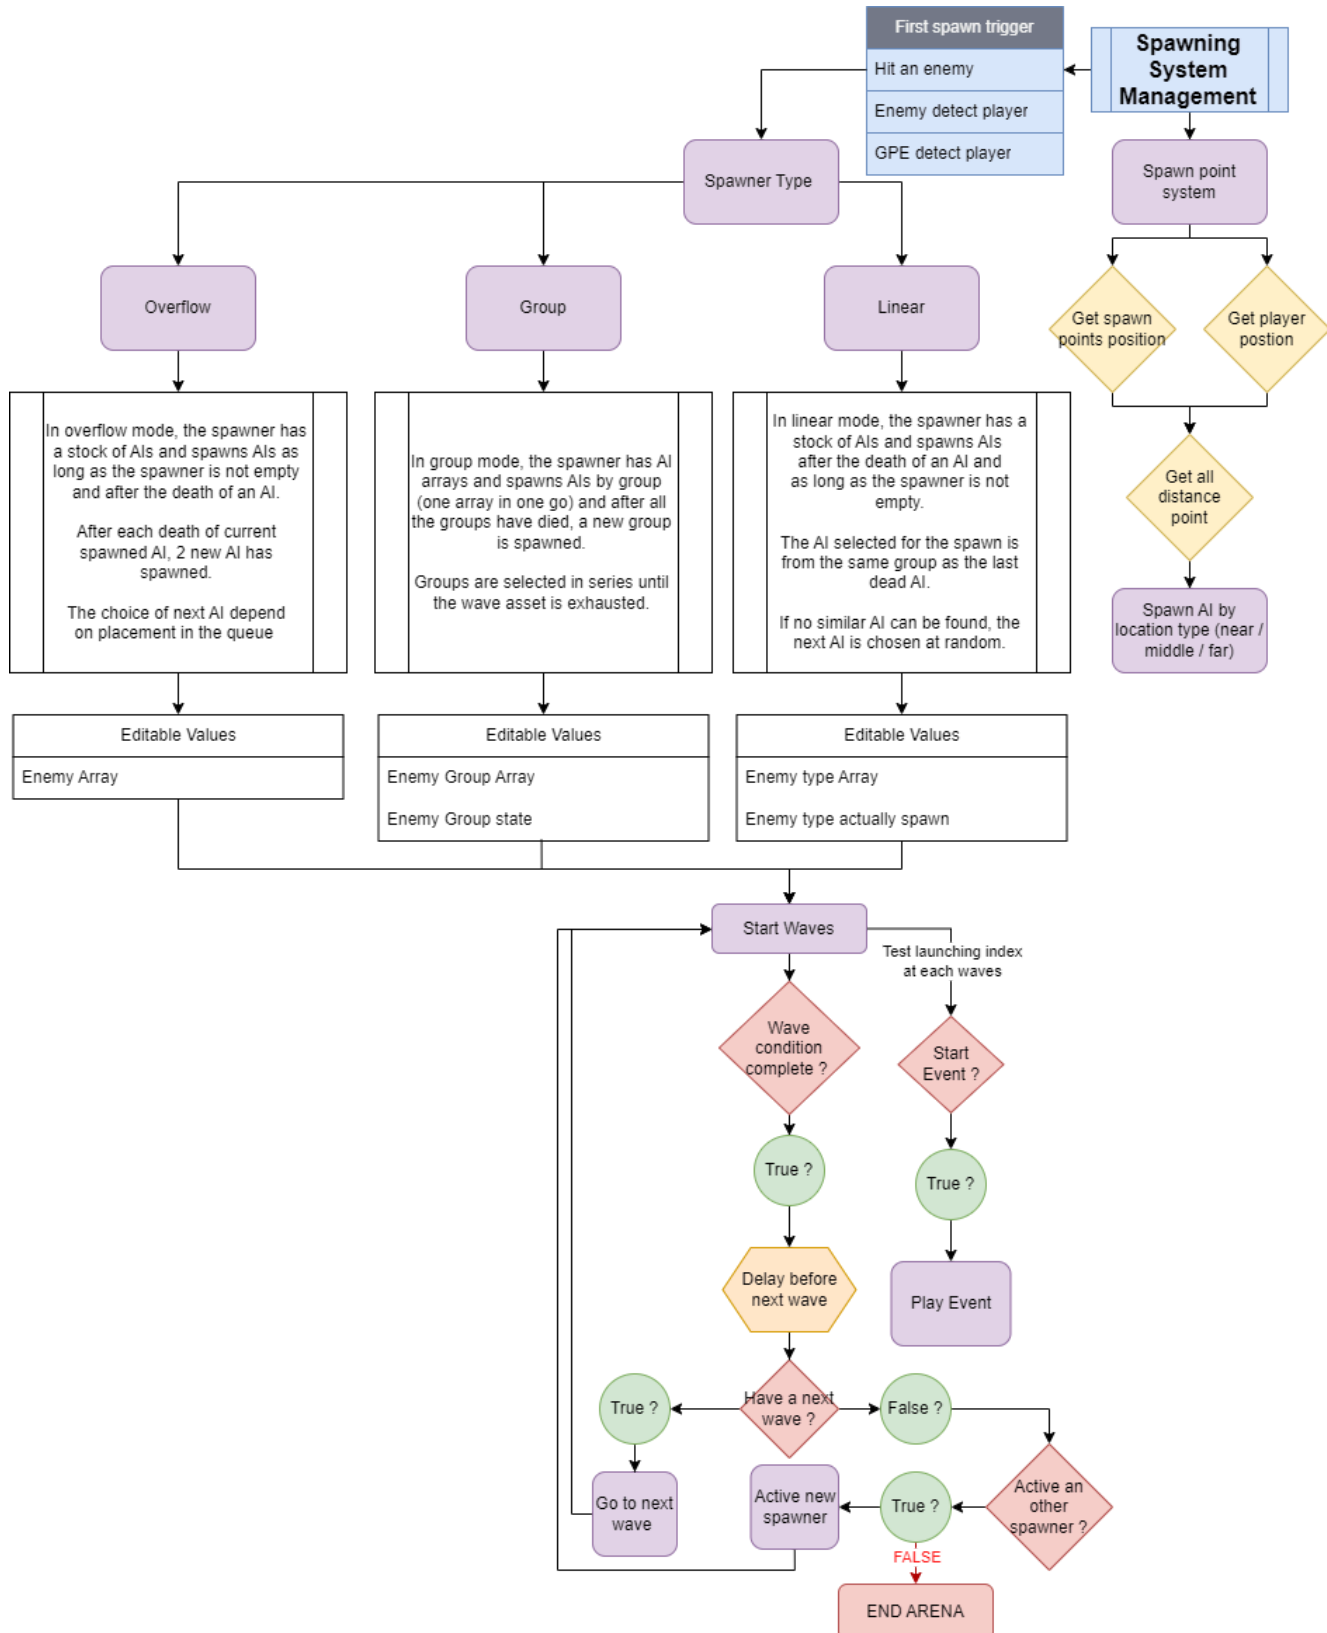 First spawn trigger
Hit an enemy
Enemy detect player
GPE detect player
Spawning
System
Management
Spawner Type
Spawn point
system
Overflow
Group
Linear
Get spawn
points position
Get player
postion
In overflow mode, the spawner has
a stock of AIs and spawns AIs as
long as the spawner is not empty
and after the death of an AI.
After each death of current
spawned AI, 2 new AI has
spawned.
The choice of next AI depend
on placement in the queue
In group mode, the spawner has AI
arrays and spawns AIs by group
(one array in one go) and after all
the groups have died, a new group
is spawned.
Groups are selected in series until
the wave asset is exhausted.
In linear mode, the spawner has a
stock of AIs and spawns AIs
after the death of an AI and
as long as the spawner is not
empty.
The AI selected for the spawn is
from the same group as the last
dead AI.
If no similar AI can be found, the
next AI is chosen at random.
Get all
distance
point
Spawn AI by
location type (near /
middle / far)
Editable Values
Enemy Array
Editable Values
Enemy Group Array
Enemy Group state
Editable Values
Enemy type Array
Enemy type actually spawn
Start Waves
Test launching index
at each waves
Wave
condition
complete ?
Start
Event ?
True ?
True ?
Delay before
next wave
Play Event
True ?
Have a next
wave ?
False ?
Go to next
wave
Active new
spawner
True ?
Active an
other
spawner ?
FALSE
END ARENA